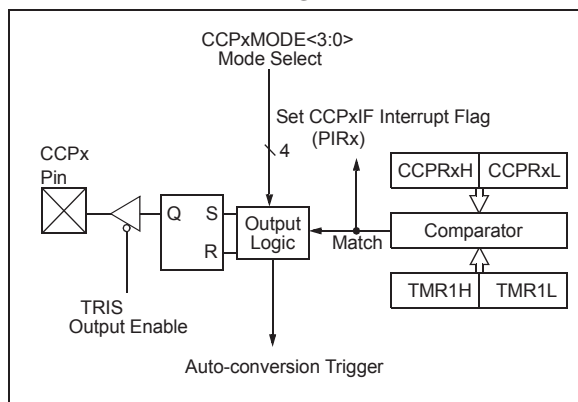 CCPxMODE<3:0>
Mode Select
Set CCPxIF Interrupt Flag
(PIRx)
4
CCPx
Pin
CCPRxH CCPRxL
Q S
R
Output
Logic
Match
Comparator
TRIS
Output Enable
TMR1H TMR1L
Auto-conversion Trigger